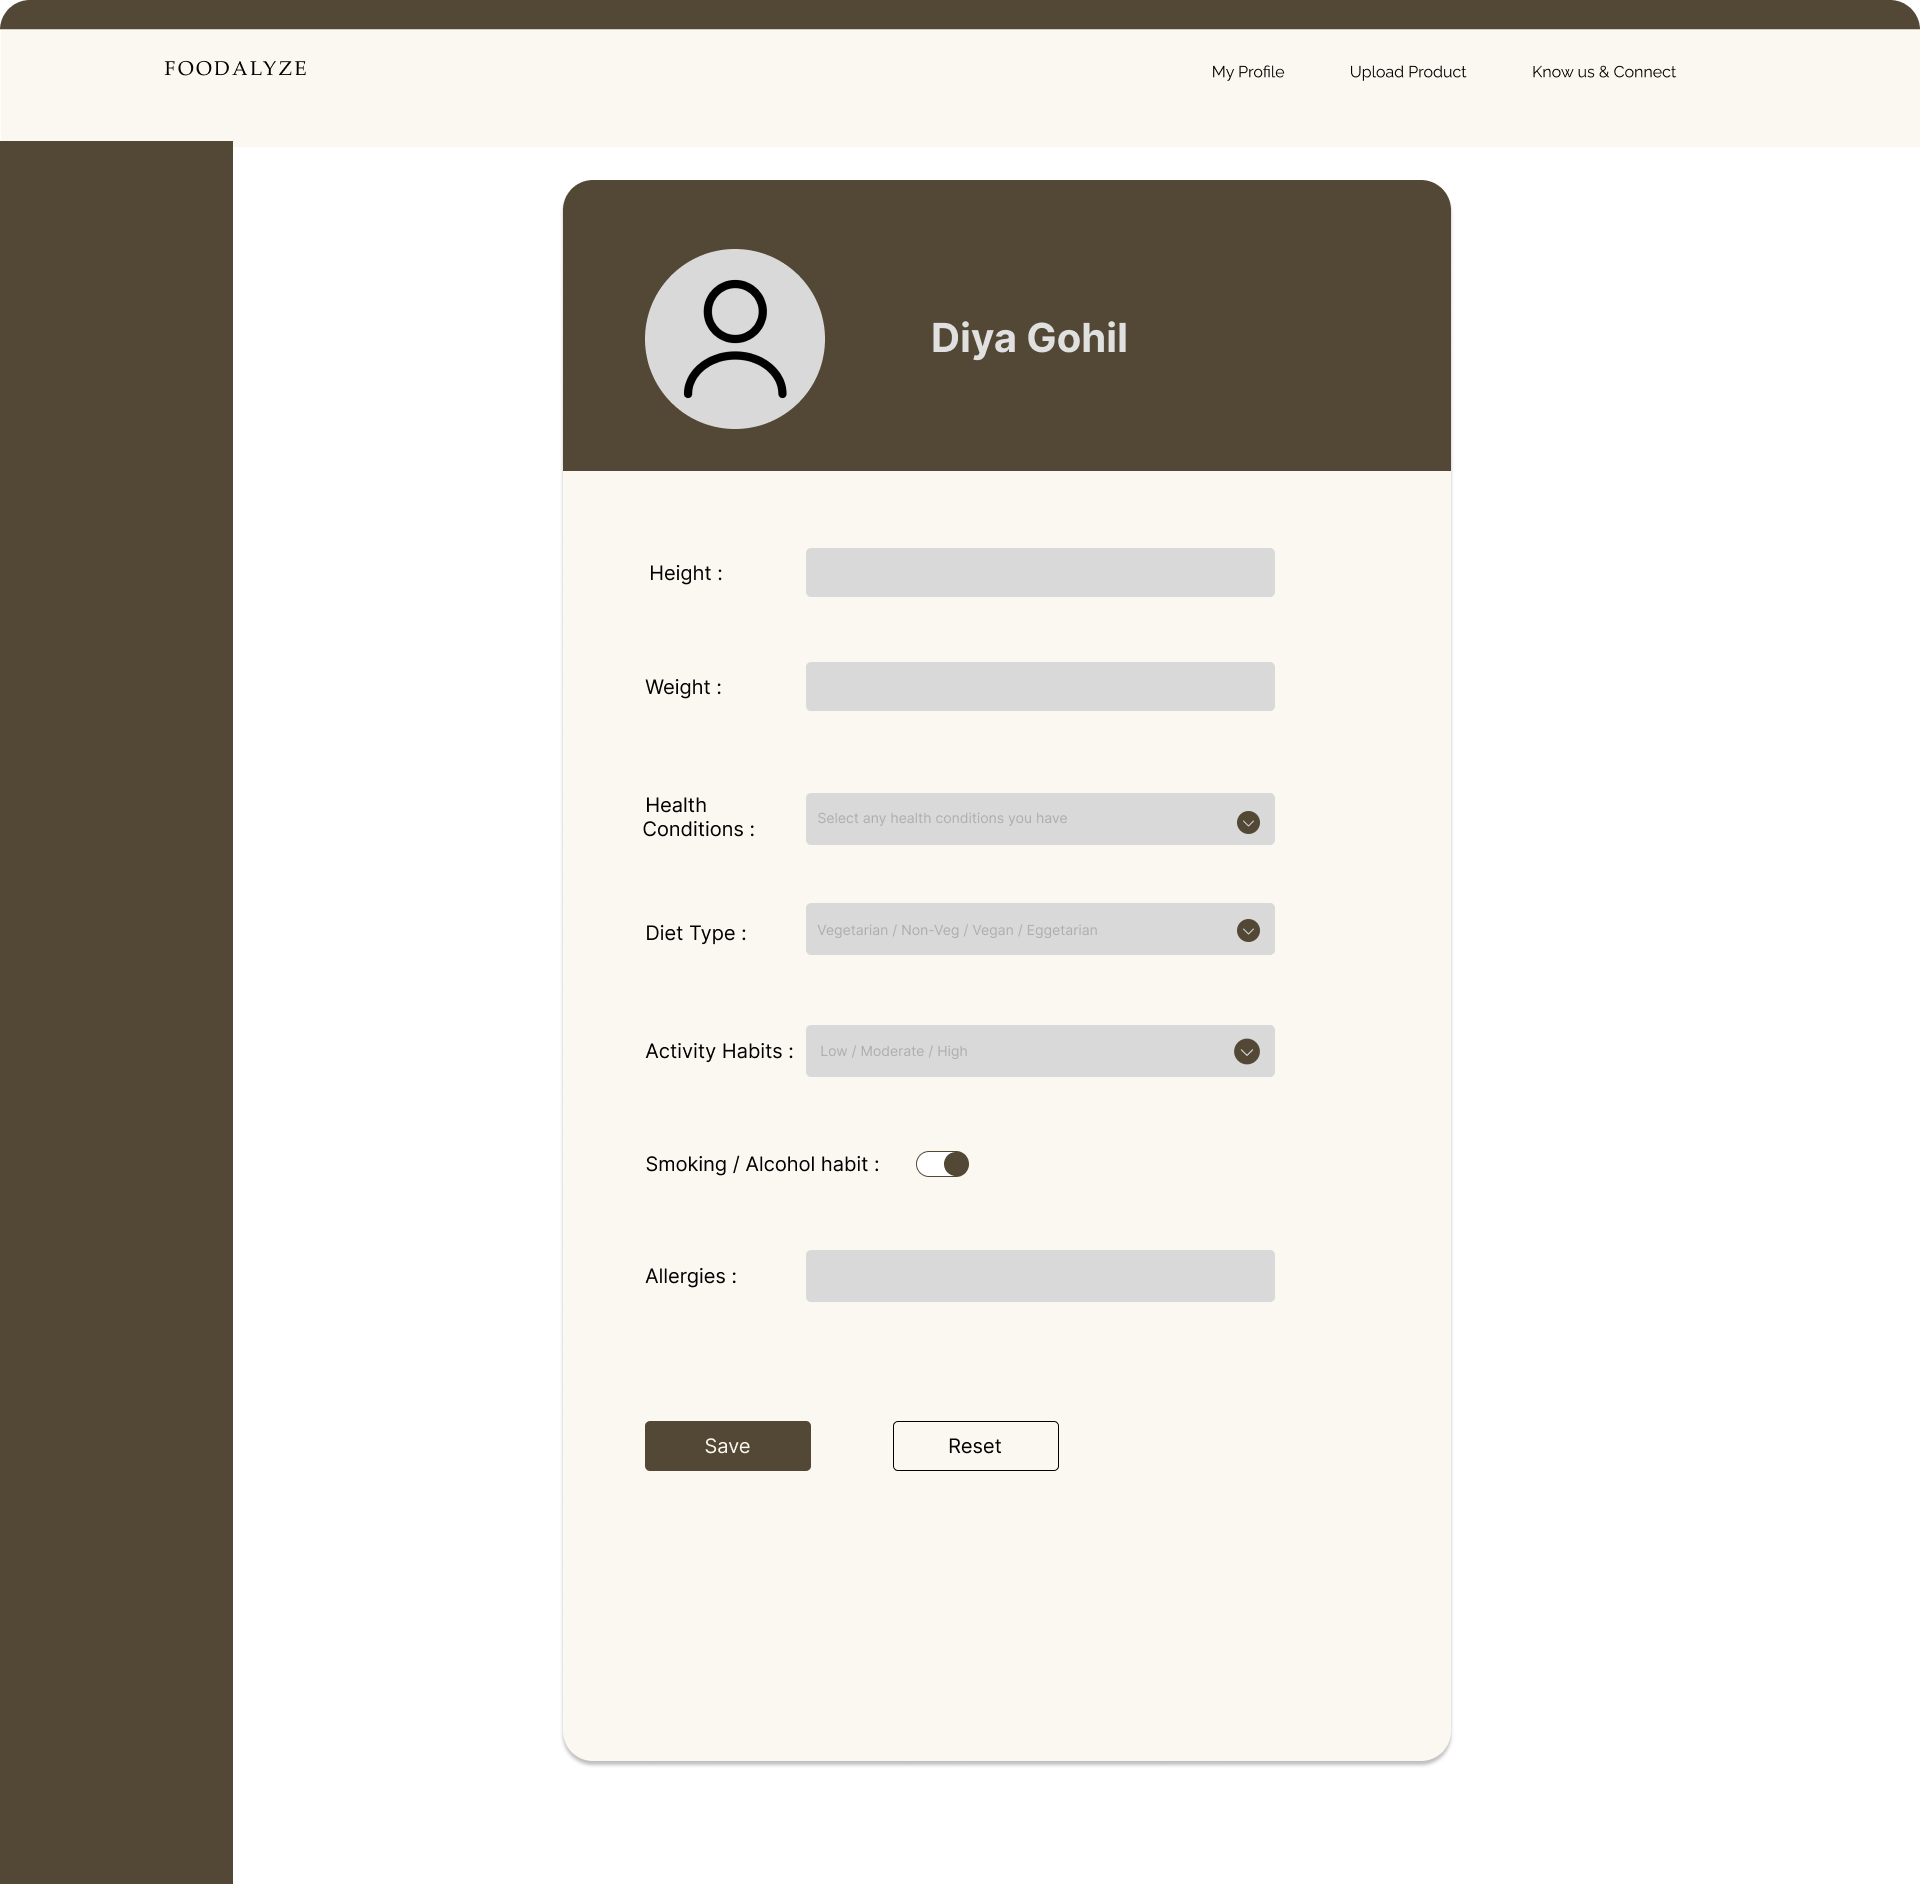 FOODALYZE
My Profile
Upload Product
Know us & Connect
Diya Gohil
Height :
Weight :
Health
Conditions :
Select any health conditions you have
Diet Type :
Vegetarian / Non-Veg / Vegan / Eggetarian
Activity Habits :
Low / Moderate / High
Smoking / Alcohol habit :
Allergies :
Save
Reset